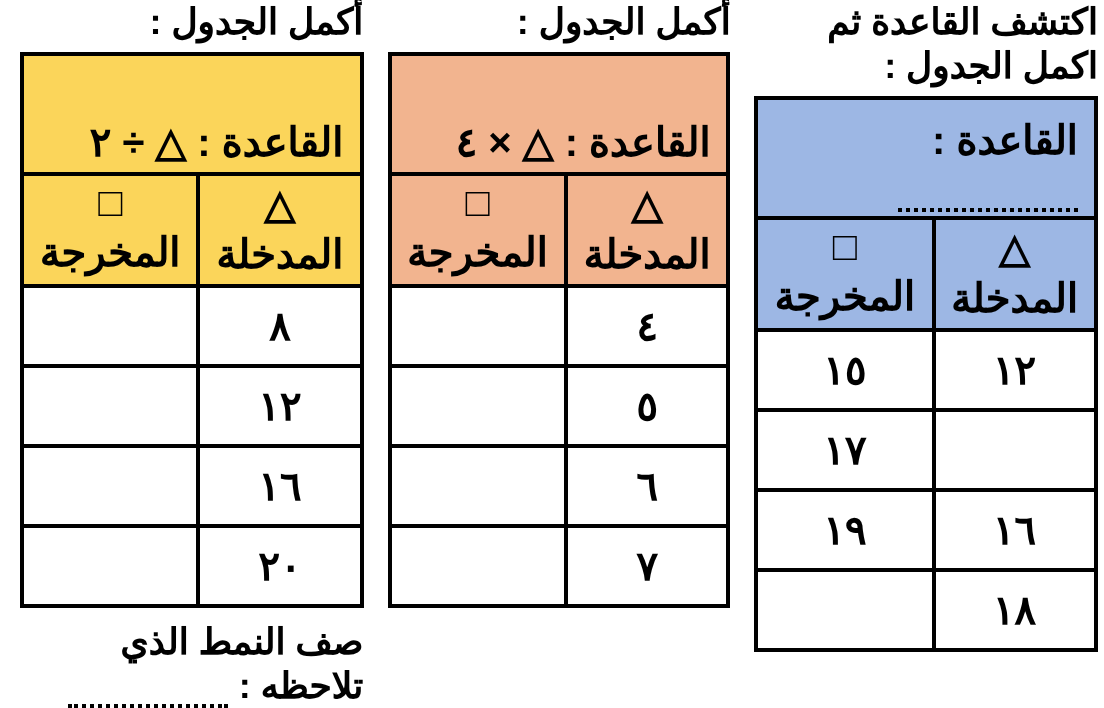 اكتشف القاعدة ثم
اكمل الجدول :
القاعدة :
..............................
△ □
المدخلة المخرجة
١٢ ١٥
١٧
١٦ ١٩
١٨
أكمل الجدول :
القاعدة : △ × ٤
△ □
المدخلة المخرجة
٤
٥
٦
٧
أكمل الجدول :
القاعدة : △ ÷ ٢
△ □
المدخلة المخرجة
٨
١٢
١٦
٢٠
صف النمط الذي
تلاحظه : ..........................